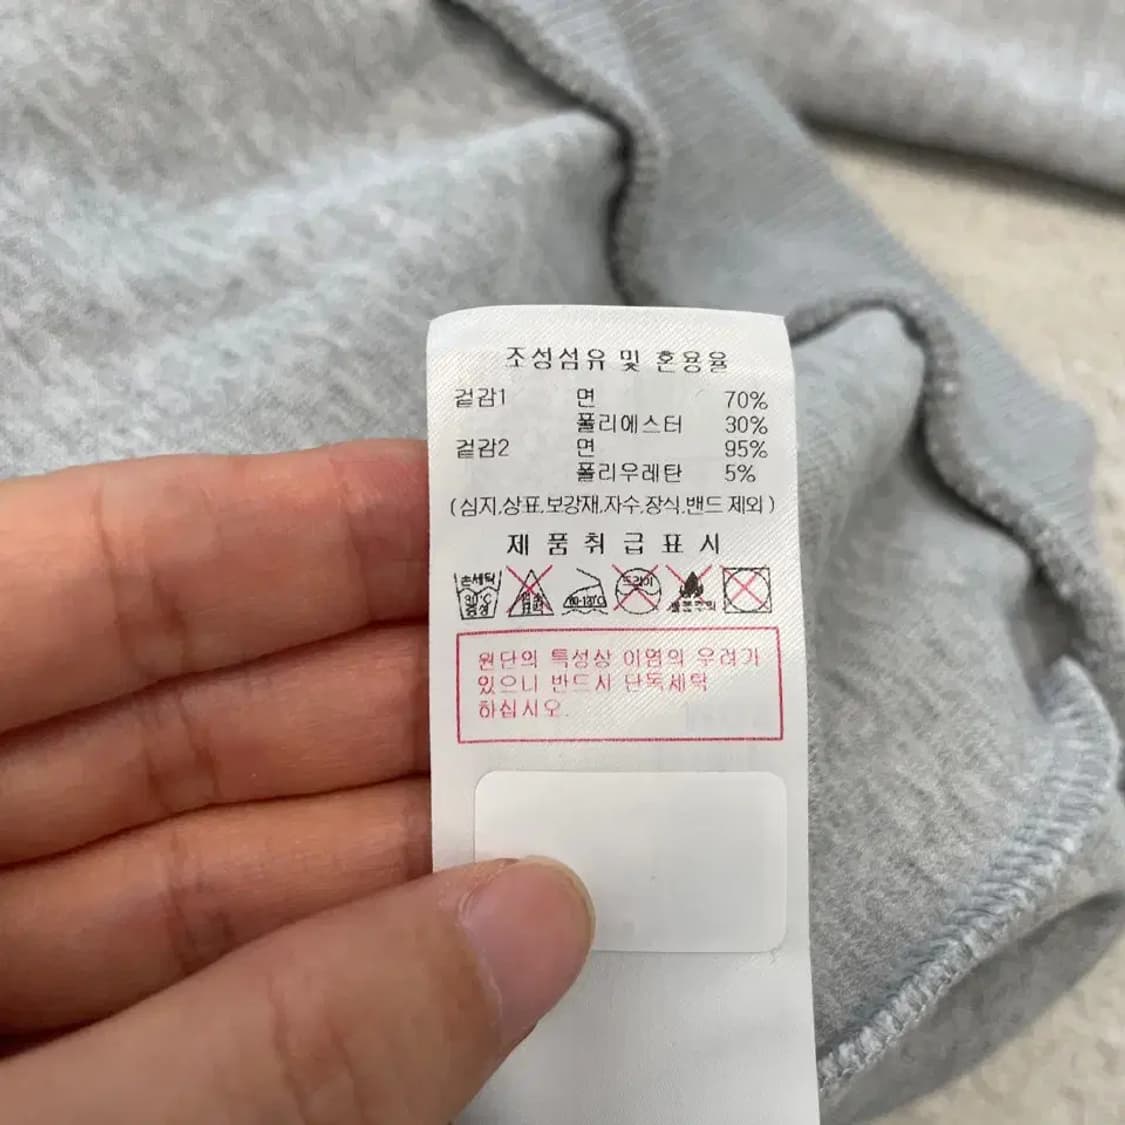 조성섬유 및 혼용율
겉감1 면 70%
폴리에스터 30%
겉감2 면 95%
폴리우레탄 5%
(심지,상표,보강재,자수,장식,밴드 제외)
제 품 취 급 표 시
손세탁
30℃
중성
80-120℃
드라이
원단의 특성상 이염의 우려가
있으니 반드시 단독세탁
하십시오.